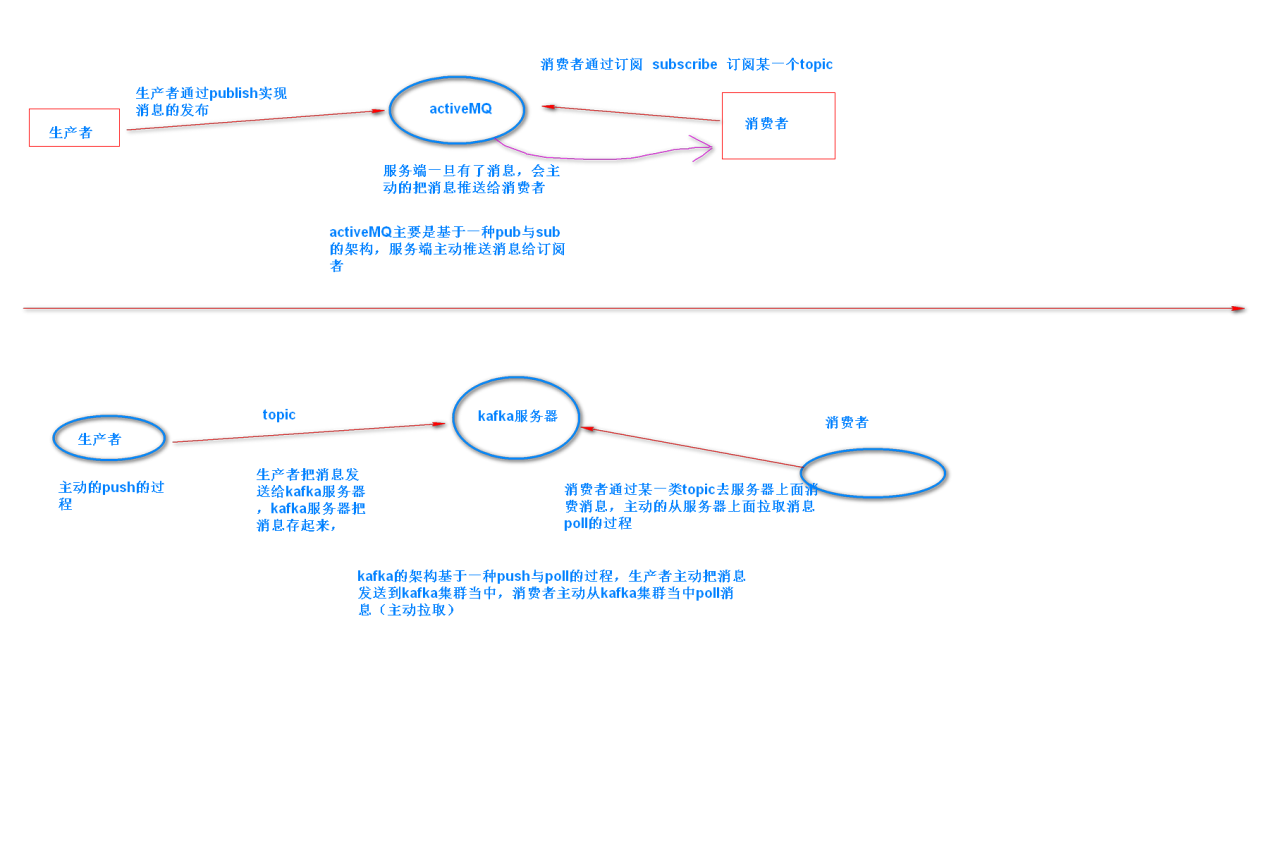 消费者通过订阅 subscribe 订阅某一个topic
生产者通过publish实现
消息的发布
activeMQ
生产者
消费者
服务端一旦有了消息，会主
动的把消息推送给消费者
activeMQ主要是基于一种pub与sub
的架构，服务端主动推送消息给订阅
者
topic
kafka服务器
消费者
生产者
主动的push的过
程
生产者把消息发
送给kafka服务器
，kafka服务器把
消息存起来，
消费者通过某一类topic去服务器上面消
费消息，主动的从服务器上面拉取消息
poll的过程
kafka的架构基于一种push与poll的过程，生产者主动把消息
发送到kafka集群当中，消费者主动从kafka集群当中poll消
息（主动拉取）